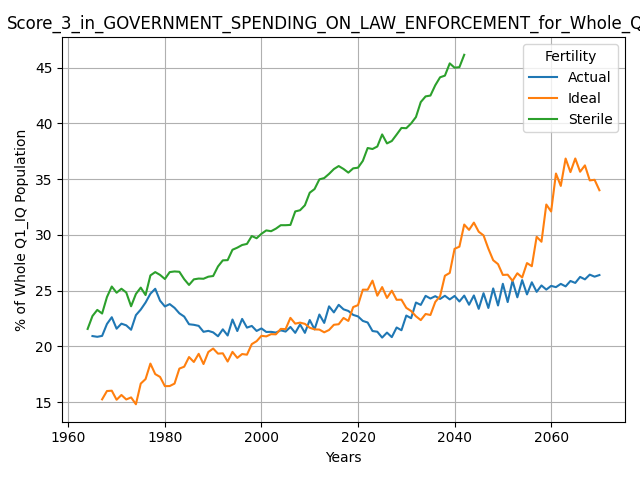 Score_3_in_GOVERNMENT_SPENDING_ON_LAW_ENFORCEMENT_for_Whole_Q
Fertility
Actual
Ideal
Sterile
% of Whole Q1_IQ Population
45
40
35
30
25
20
15
1960 1980 2000 2020 2040 2060
Years